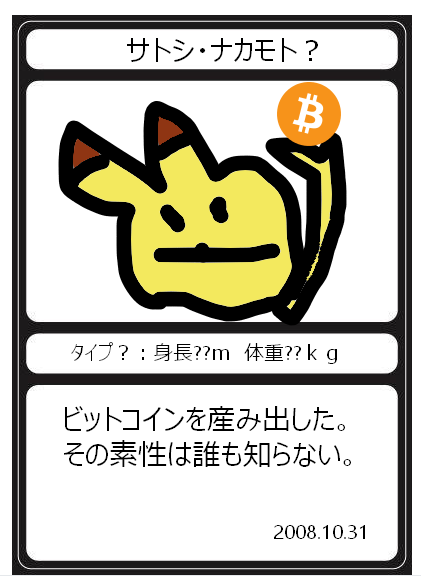 サトシ・ナカモト？
タイプ？：身長??m 体重??ｋｇ
ビットコインを産み出した。
その素性は誰も知らない。
2008.10.31